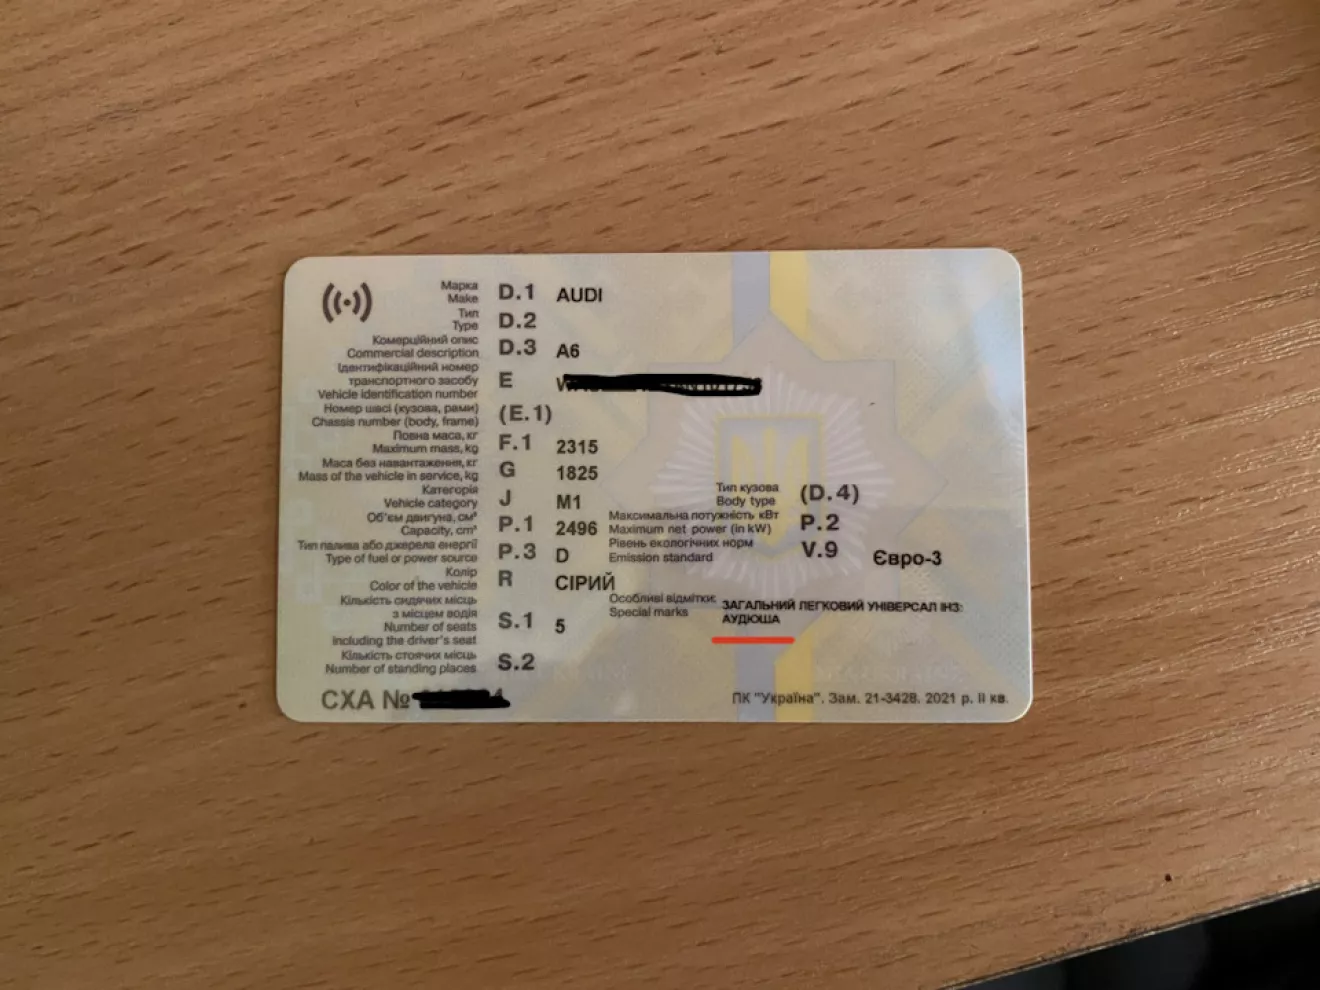 Марка
Make D.1 AUDI
Тип
Type D.2
Комерційний опис
Commercial description D.3 A6
Ідентифікаційний номер
транспортного засобу
Vehicle identification number E
Номер шасі (кузова, рами)
Chassis number (body, frame) (E.1)
Повна маса, кг
Maximum mass, kg F.1 2315
Маса без навантаження, кг
Mass of the vehicle in service, kg G 1825
Категорія
Vehicle category J M1
Об'єм двигуна, см³
Capacity, cm³ P.1 2496
Тип палива або джерела енергії
Type of fuel or power source P.3 D
Колір
Color of the vehicle R СІРИЙ
Кількість сидячих місць
з місцем водія
Number of seats
including the driver's seat S.1 5
Кількість стоячих місць
Number of standing places S.2
СХА №
Тип кузова
Body type (D.4)
Максимальна потужність кВт
Maximum net power (in kW) P.2
Рівень екологічних норм
Emission standard V.9 Євро-3
Особливі відмітки
Special marks
ЗАГАЛЬНИЙ ЛЕГКОВИЙ УНІВЕРСАЛ ІНЗ:
АУДЮША
ПК "Україна". Зам. 21-3428. 2021 р. II кв.